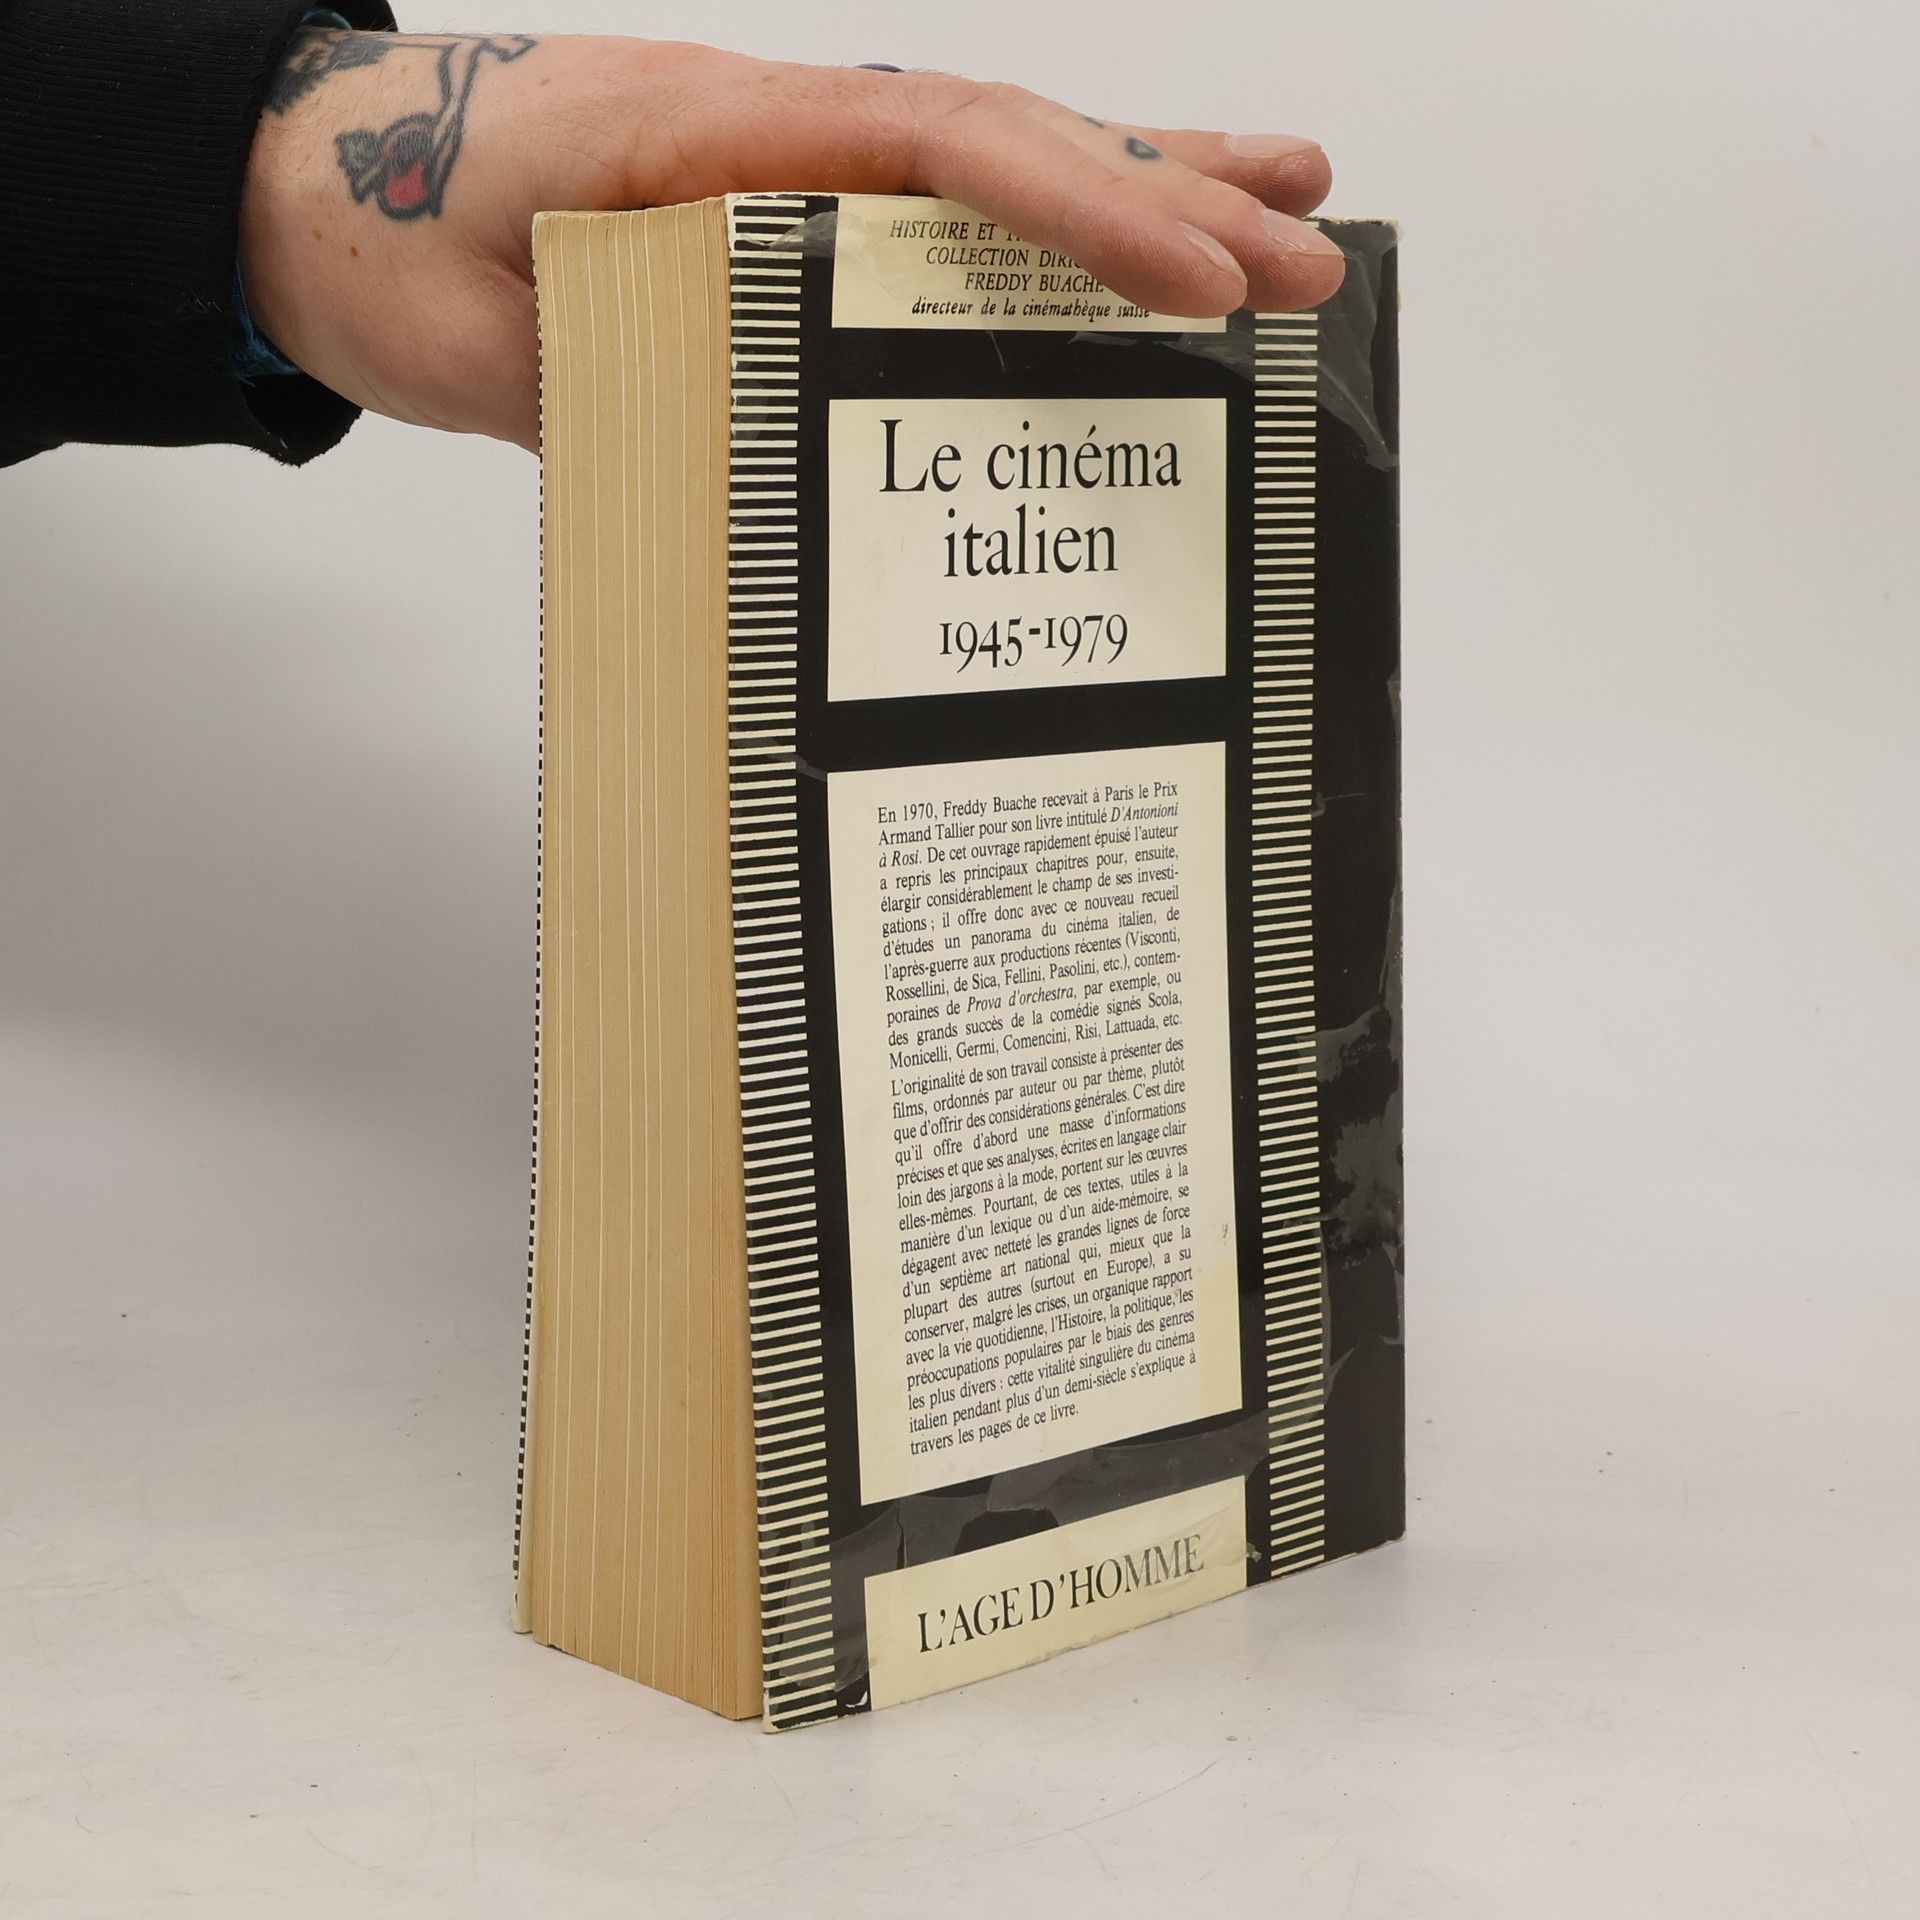 HISTOIRE ET
COLLECTION
FREDDY BUACHE
directeur de la cinémathèque suisse
Le cinéma
italien
1945-1979
En 1970, Freddy Buache recevait à Paris le Prix
Armand Tallier pour son livre intitulé D'Antonioni
à Rosi. De cet ouvrage rapidement épuisé l'auteur
a repris les principaux chapitres pour, ensuite,
élargir considérablement le champ de ses investi-
gations ; il offre donc avec ce nouveau recueil
d'études un panorama du cinéma italien, de
l'après-guerre aux productions récentes (Visconti,
Rossellini, de Sica, Fellini, Pasolini, etc.), contem-
poraines de Prova d'orchestra, par exemple, ou
des grands succès de la comédie signés Scola,
Monicelli, Germi, Comencini, Risi, Lattuada, etc.
L'originalité de son travail consiste à présenter des
films, ordonnés par auteur ou par thème, plutôt
que d'offrir des considérations générales. C'est dire
qu'il offre d'abord une masse d'informations
précises et que ses analyses, écrites en langage clair
loin des jargons à la mode, portent sur les œuvres
elles-mêmes. Pourtant, de ces textes, utiles à la
manière d'un lexique ou d'un aide-mémoire, se
dégagent avec netteté les grandes lignes de force
d'un septième art national qui, mieux que la
plupart des autres (surtout en Europe), a su
conserver, malgré les crises, un organique rapport
avec la vie quotidienne, l'Histoire, la politique, les
préoccupations populaires par le biais des genres
les plus divers : cette vitalité singulière du cinéma
italien pendant plus d'un demi-siècle s'explique à
travers les pages de ce livre.
L'AGE D'HOMME